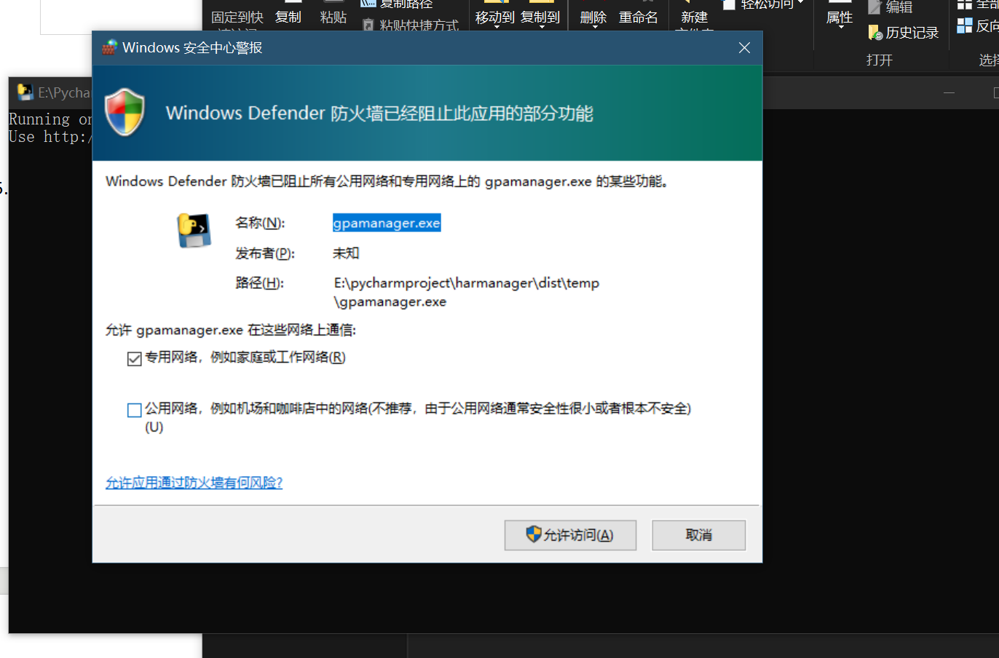 复制路径
轻松访问
编辑
全部
固定到快
复制
粘贴
粘贴快捷方式
移动到
复制到
删除
重命名
新建
属性
历史记录
反向
打开
选择
Windows 安全中心警报
E:\Pycha
Running on
Use http:/
Windows Defender 防火墙已经阻止此应用的部分功能
Windows Defender 防火墙已阻止所有公用网络和专用网络上的 gpamanager.exe 的某些功能。
名称(N): gpamanager.exe
发布者(P): 未知
路径(H): E:\pycharmproject\harmanager\dist\temp
\gpamanager.exe
允许 gpamanager.exe 在这些网络上通信:
专用网络，例如家庭或工作网络(R)
公用网络，例如机场和咖啡店中的网络(不推荐，由于公用网络通常安全性很小或者根本不安全)
(U)
允许应用通过防火墙有何风险?
允许访问(A)
取消